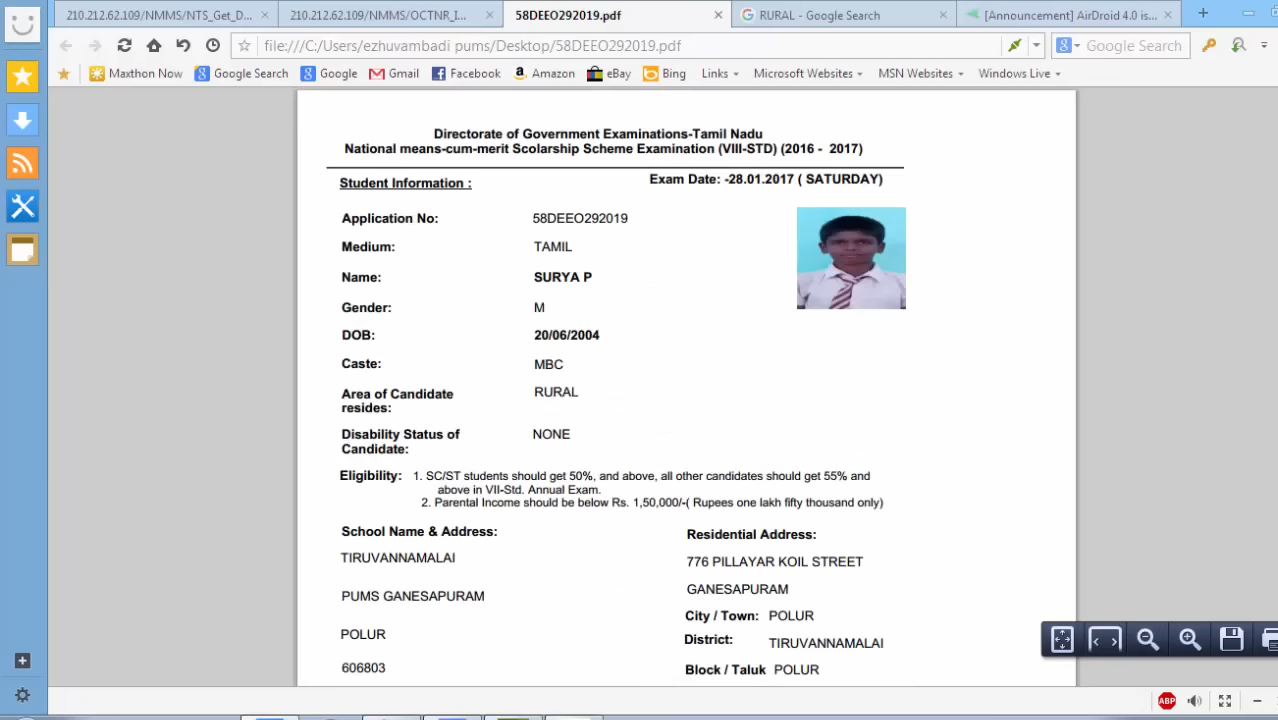 210.212.62.109/NMMS/NTS_Get_D...
210.212.62.109/NMMS/OCTNR_I...
58DEEO292019.pdf
RURAL - Google Search
[Announcement] AirDroid 4.0 is...
file:///C:/Users/ezhuvambadi pums/Desktop/58DEEO292019.pdf
Google Search
Maxthon Now
Google Search
Google
Gmail
Facebook
Amazon
eBay
Bing
Links
Microsoft Websites
MSN Websites
Windows Live
Directorate of Government Examinations-Tamil Nadu
National means-cum-merit Scolarship Scheme Examination (VIII-STD) (2016 - 2017)
Student Information :
Exam Date: -28.01.2017 ( SATURDAY)
Application No: 58DEEO292019
Medium: TAMIL
Name: SURYA P
Gender: M
DOB: 20/06/2004
Caste: MBC
Area of Candidate RURAL
resides:
Disability Status of NONE
Candidate:
Eligibility: 1. SC/ST students should get 50%, and above, all other candidates should get 55% and
above in VII-Std. Annual Exam.
2. Parental Income should be below Rs. 1,50,000/-( Rupees one lakh fifty thousand only)
School Name & Address:
TIRUVANNAMALAI
PUMS GANESAPURAM
POLUR
606803
Residential Address:
776 PILLAYAR KOIL STREET
GANESAPURAM
City / Town: POLUR
District: TIRUVANNAMALAI
Block / Taluk POLUR
ABP